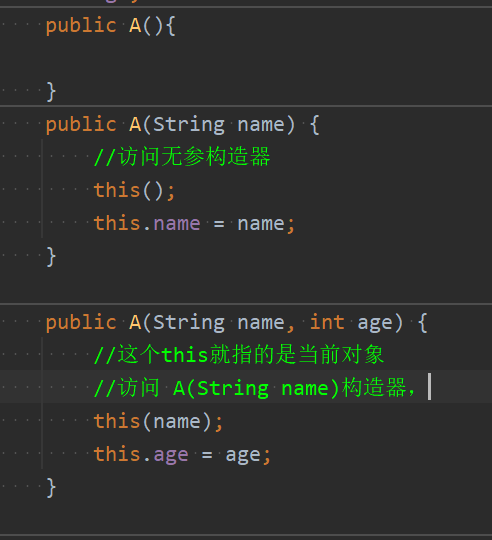 public A(){
}
public A(String name) {
//访问无参构造器
this();
this.name = name;
}
public A(String name, int age) {
//这个this就指的是当前对象
//访问 A(String name)构造器，
this(name);
this.age = age;
}